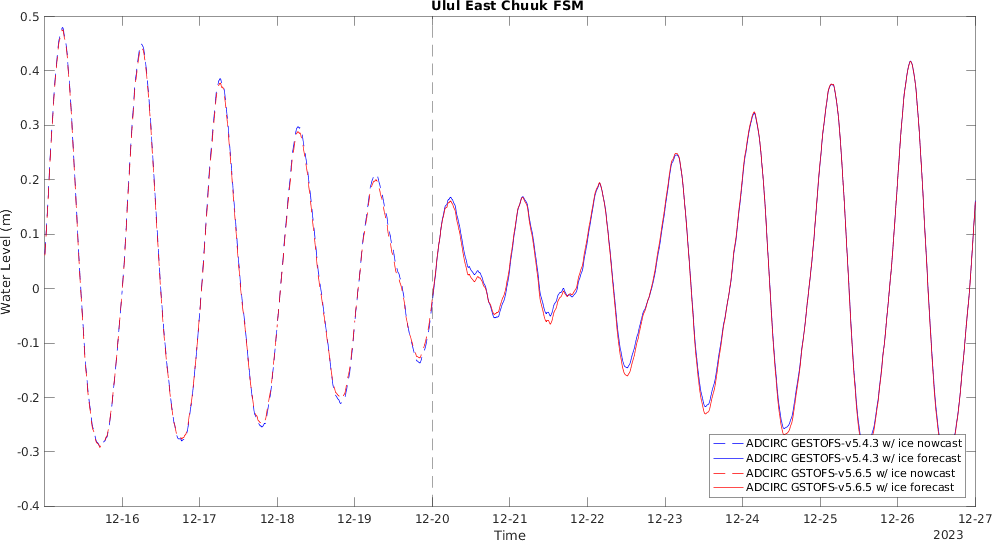 Ulul East Chuuk FSM
0.5
0.4
0.3
0.2
0.1
0
-0.1
-0.2
-0.3
-0.4
Water Level (m)
ADCIRC GESTOFS-v5.4.3 w/ ice nowcast
ADCIRC GESTOFS-v5.4.3 w/ ice forecast
ADCIRC GSTOFS-v5.6.5 w/ ice nowcast
ADCIRC GSTOFS-v5.6.5 w/ ice forecast
12-16 12-17 12-18 12-19 12-20 12-21 12-22 12-23 12-24 12-25 12-26 12-27
Time
2023